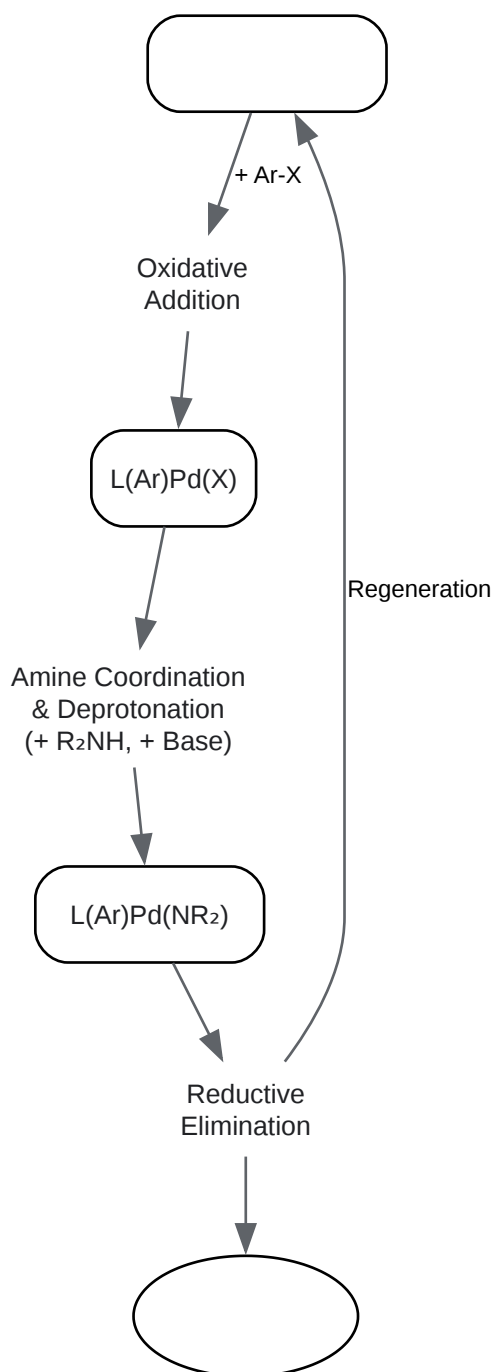 + Ar-X
Oxidative
Addition
L(Ar)Pd(X)
Regeneration
Amine Coordination
& Deprotonation
(+ R₂NH, + Base)
L(Ar)Pd(NR₂)
Reductive
Elimination